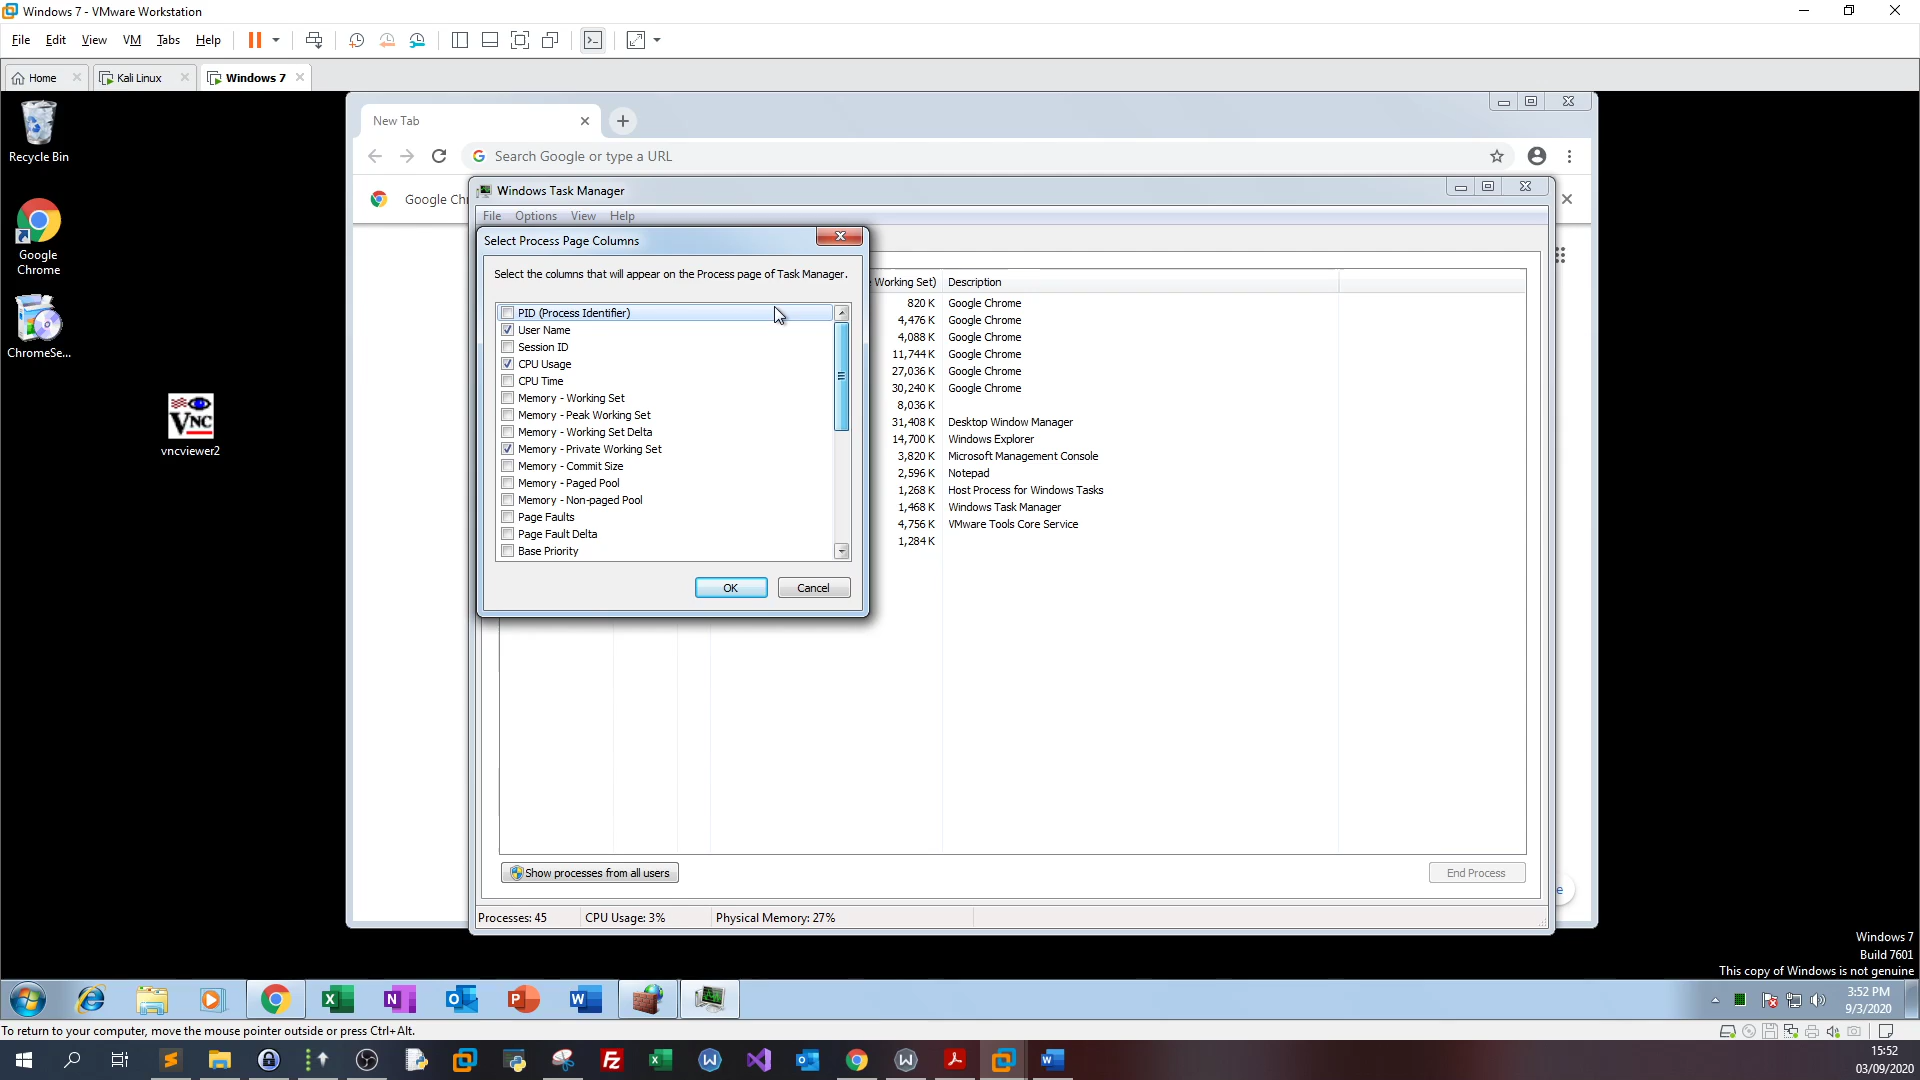 Windows 7 - VMware Workstation
File Edit View VM Tabs Help
Home Kali Linux Windows 7
Recycle Bin
Google
Chrome
ChromeSe...
VNC
vncviewer2
New Tab
Search Google or type a URL
Google Chr
Windows Task Manager
File Options View Help
Select Process Page Columns
Select the columns that will appear on the Process page of Task Manager.
PID (Process Identifier)
User Name
Session ID
CPU Usage
CPU Time
Memory - Working Set
Memory - Peak Working Set
Memory - Working Set Delta
Memory - Private Working Set
Memory - Commit Size
Memory - Paged Pool
Memory - Non-paged Pool
Page Faults
Page Fault Delta
Base Priority
OK Cancel
Working Set) Description
820 K Google Chrome
4,476 K Google Chrome
4,088 K Google Chrome
11,744 K Google Chrome
27,036 K Google Chrome
30,240 K Google Chrome
8,036 K
31,408 K Desktop Window Manager
14,700 K Windows Explorer
3,820 K Microsoft Management Console
2,596 K Notepad
1,268 K Host Process for Windows Tasks
1,468 K Windows Task Manager
4,756 K VMware Tools Core Service
1,284 K
Show processes from all users End Process
e
Processes: 45 CPU Usage: 3% Physical Memory: 27%
Windows 7
Build 7601
This copy of Windows is not genuine
3:52 PM
9/3/2020
To return to your computer, move the mouse pointer outside or press Ctrl+Alt.
15:52
03/09/2020